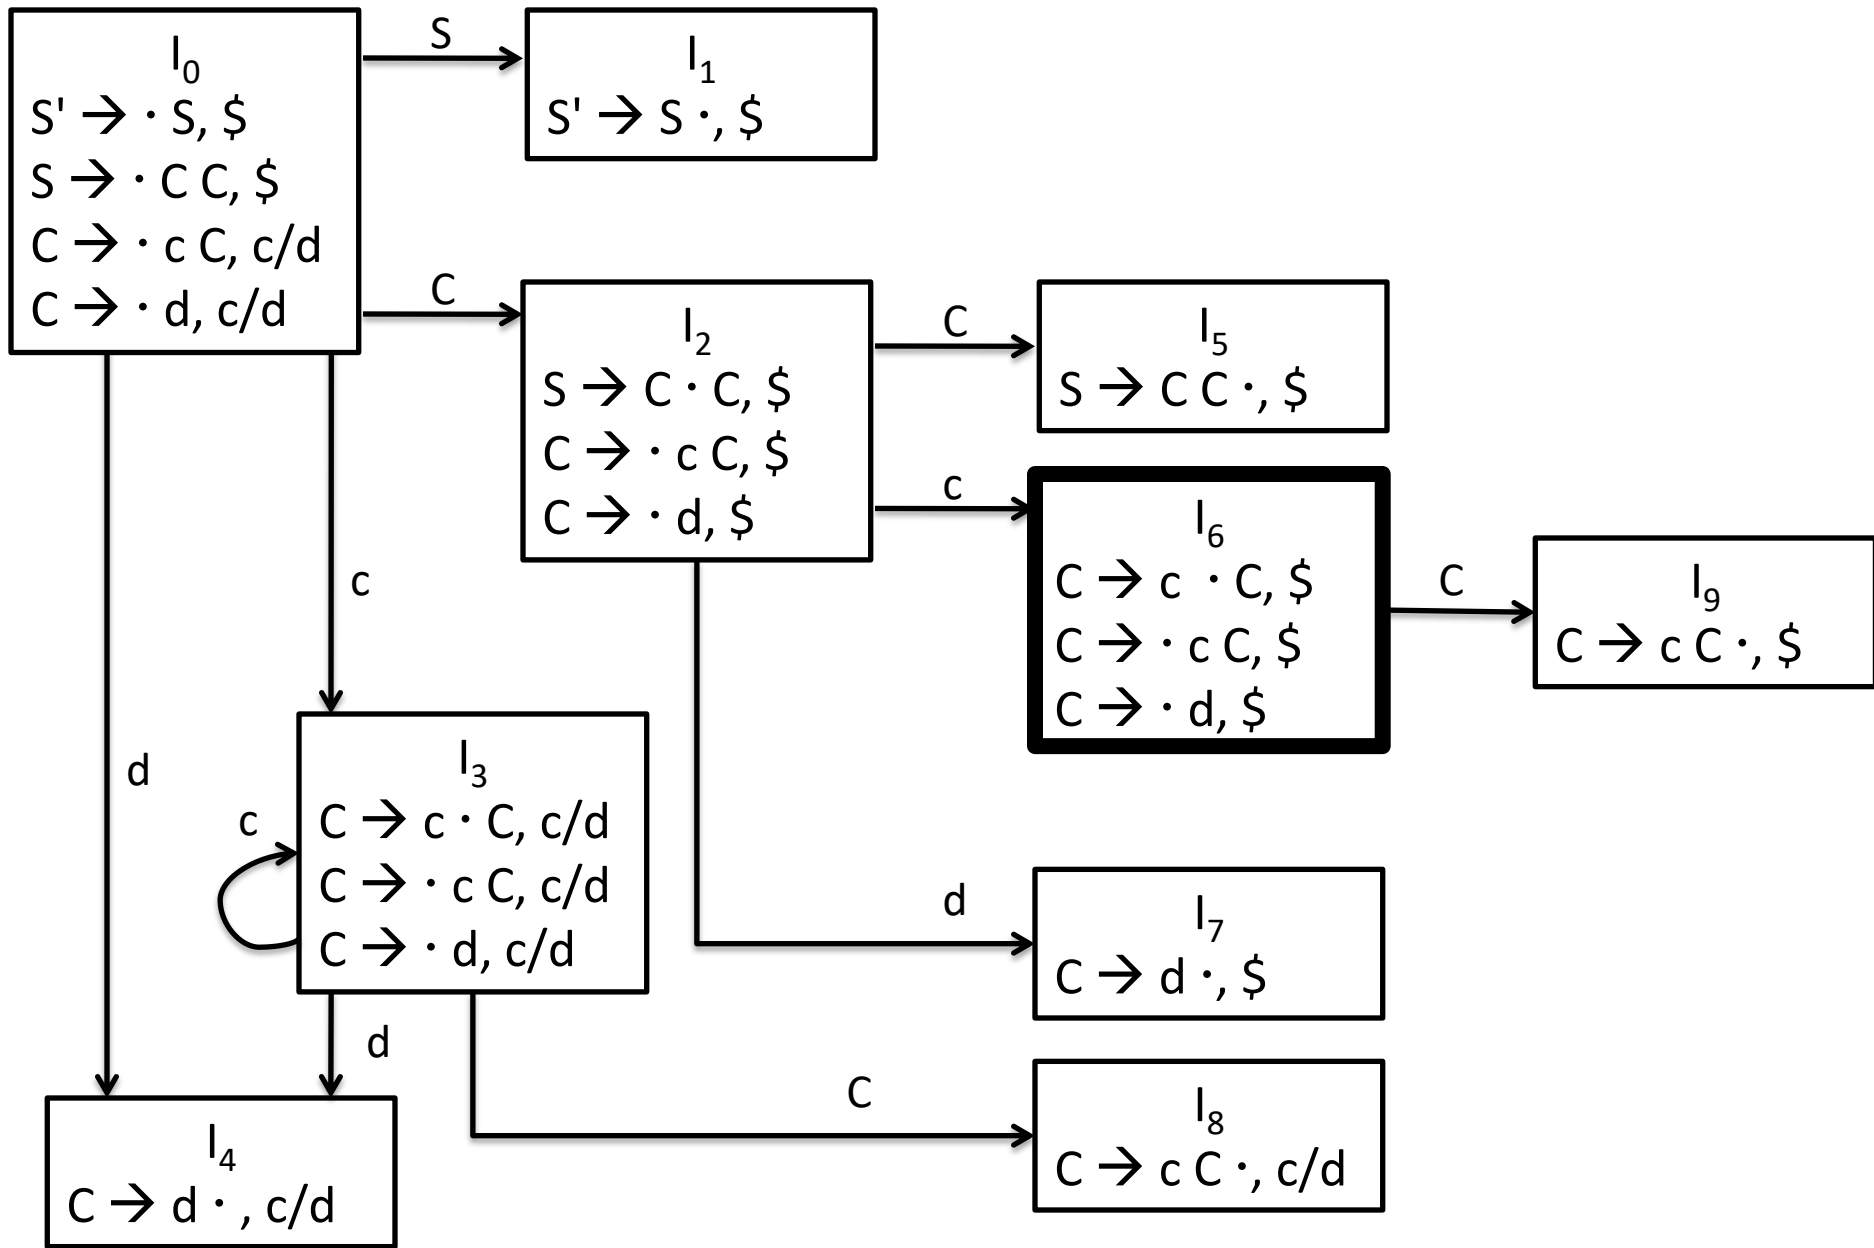 I0
S' → · S, $
S → · C C, $
C → · c C, c/d
C → · d, c/d
S
I1
S' → S ·, $
C
I2
S → C · C, $
C → · c C, $
C → · d, $
C
I5
S → C C ·, $
c
I6
C → c · C, $
C → · c C, $
C → · d, $
C
I9
C → c C ·, $
c
d
I3
C → c · C, c/d
C → · c C, c/d
C → · d, c/d
c
d
I7
C → d ·, $
d
C
I8
C → c C ·, c/d
I4
C → d · , c/d